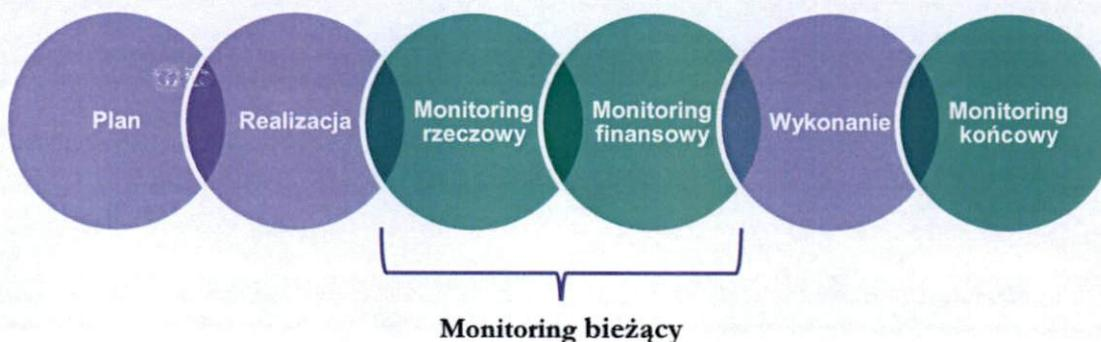 Plan
Realizacja
Monitoring
rzeczowy
Monitoring
finansowy
Wykonanie
Monitoring
końcowy
Monitoring bieżący